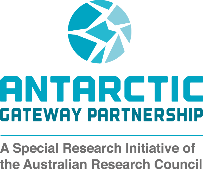 ANTARCTIC
GATEWAY PARTNERSHIP
A Special Research Initiative of
the Australian Research Council